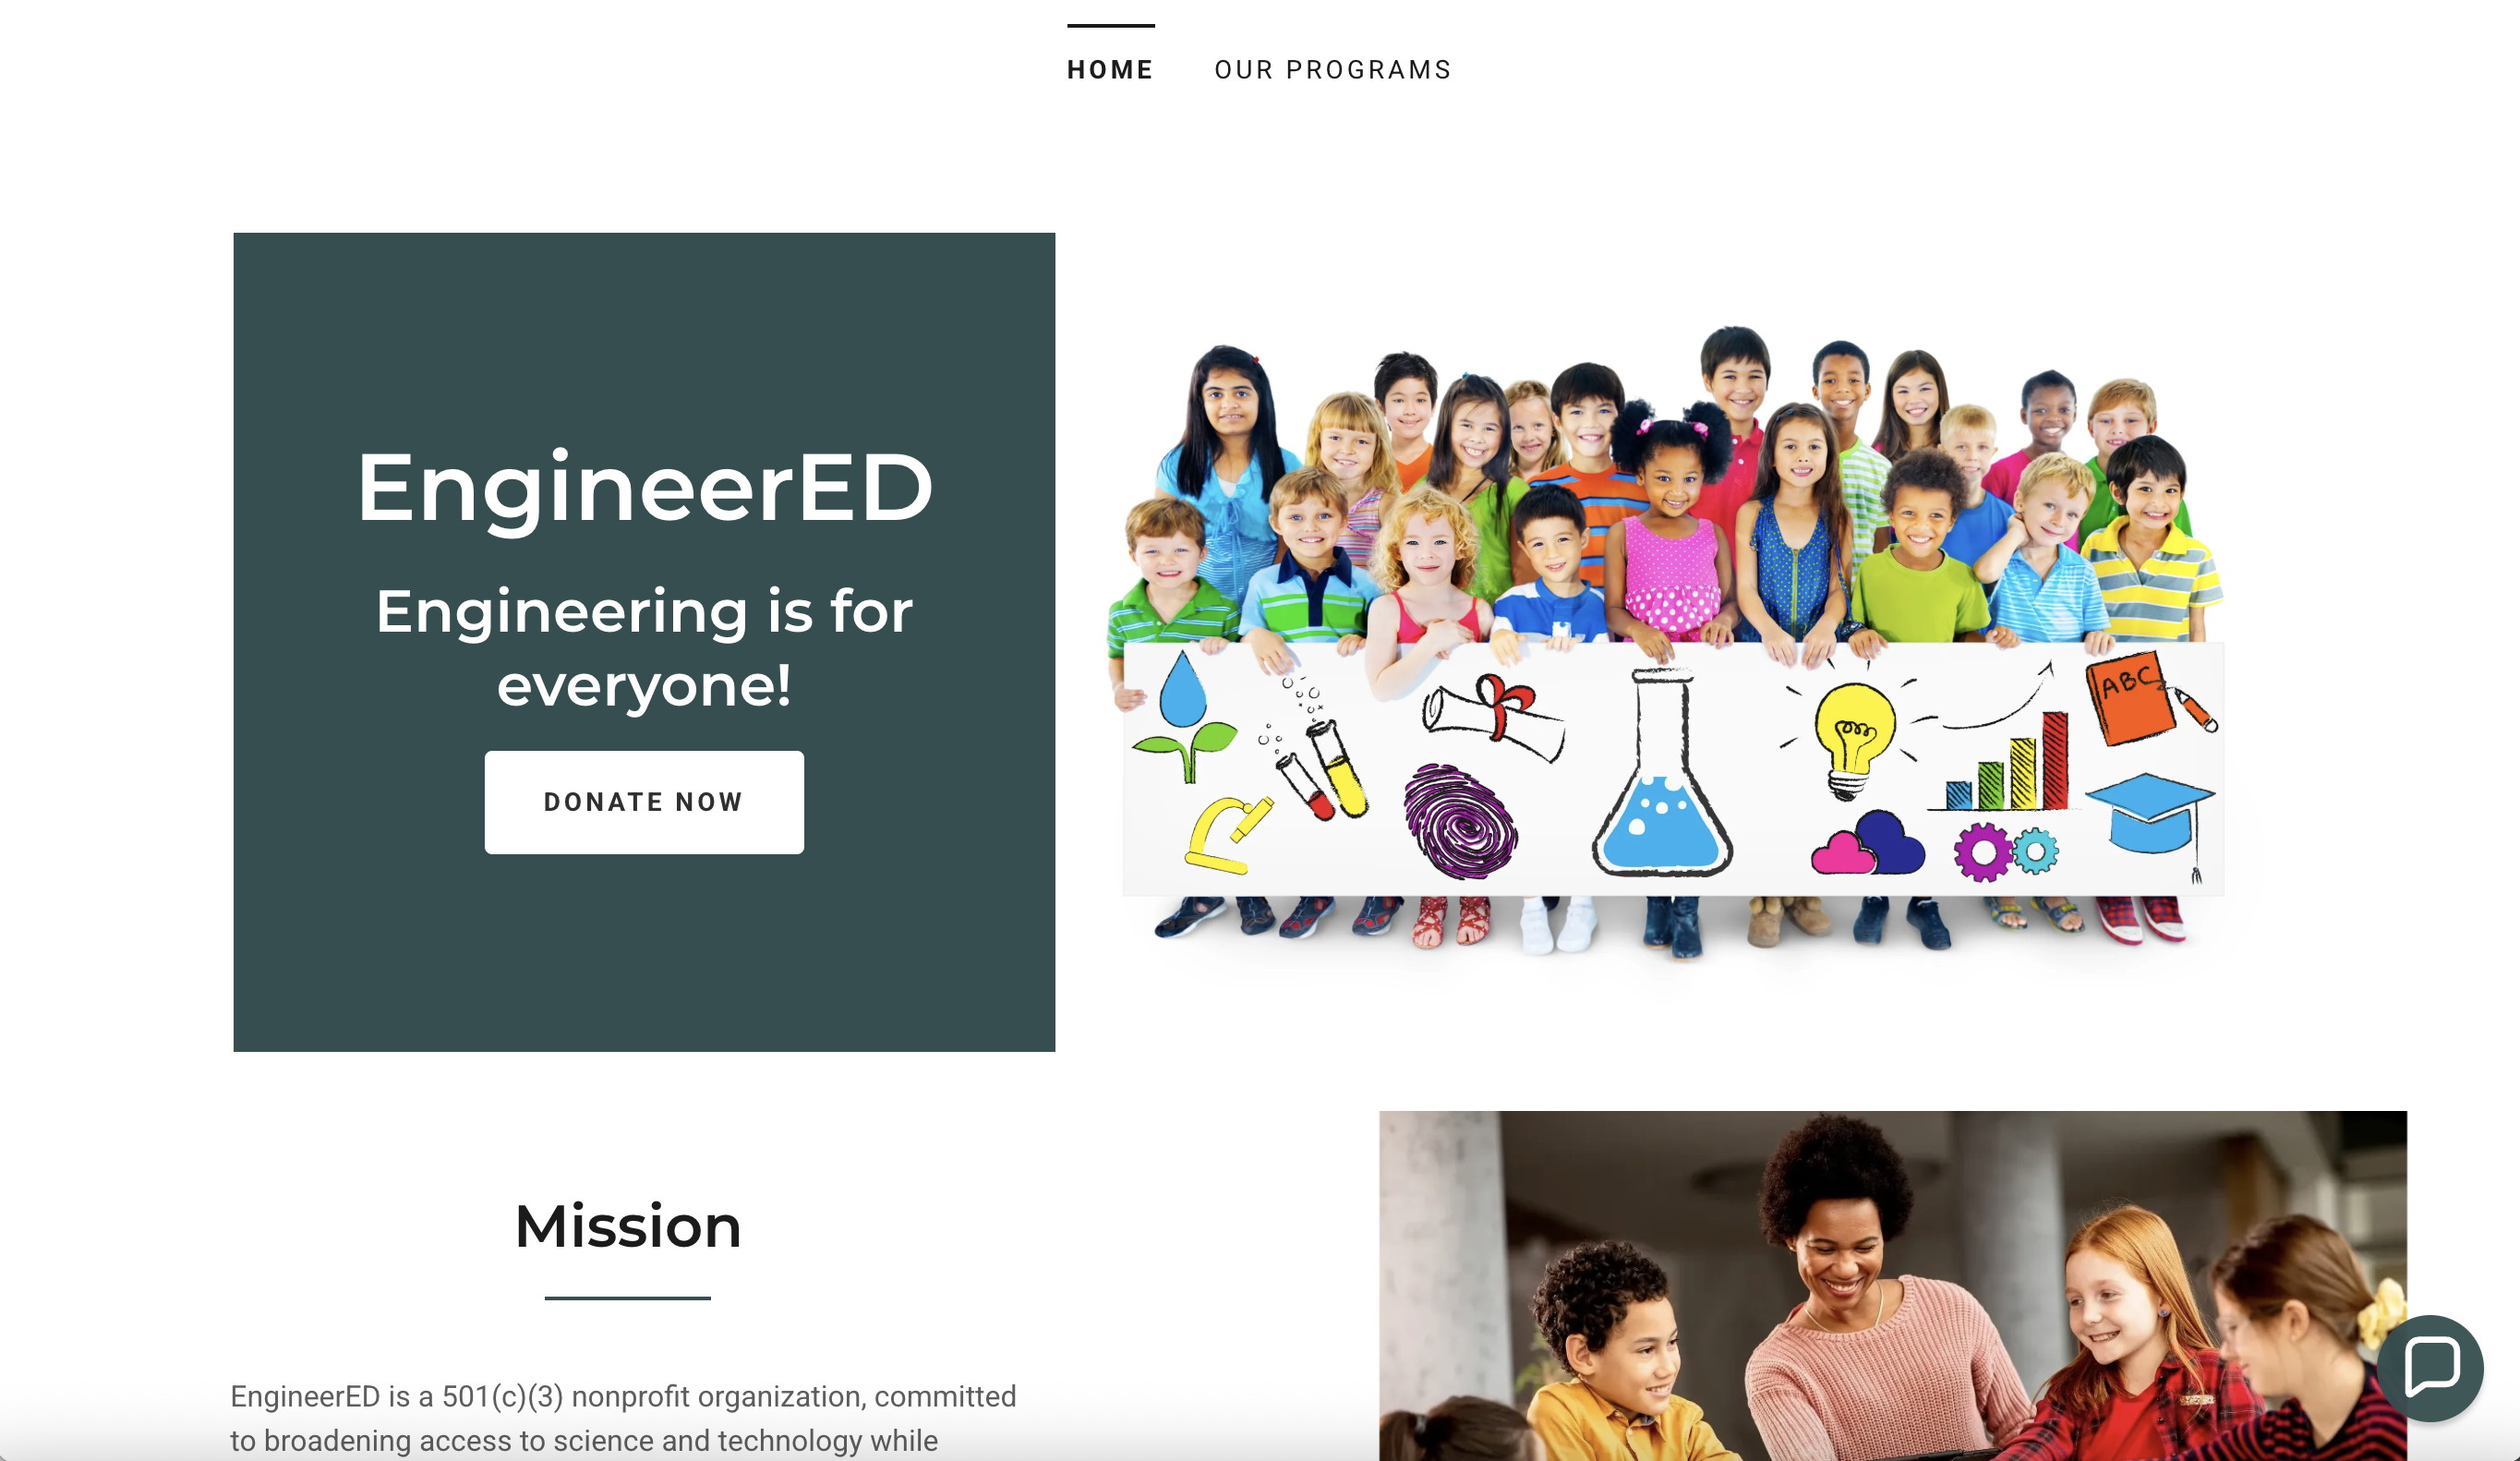 HOME
OUR PROGRAMS
EngineerED
Engineering is for
everyone!
DONATE NOW
ABC
Mission
EngineerED is a 501(c)(3) nonprofit organization, committed
to broadening access to science and technology while